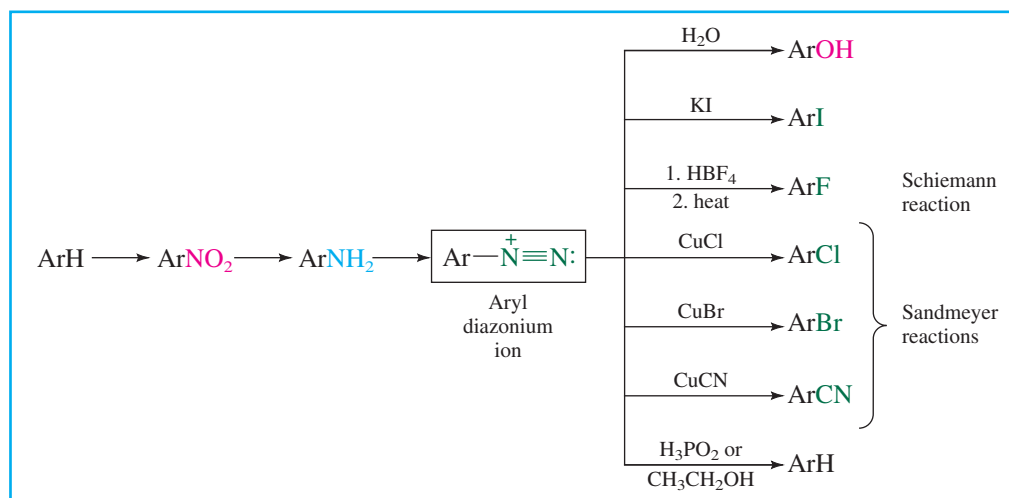 H₂O
ArOH
KI
ArI
1. HBF₄
2. heat
ArF
Schiemann
reaction
ArH
ArNO₂
ArNH₂
Ar—N⁺≡N:
Aryl
diazonium
ion
CuCl
ArCl
CuBr
ArBr
Sandmeyer
reactions
CuCN
ArCN
H₃PO₂ or
CH₃CH₂OH
ArH